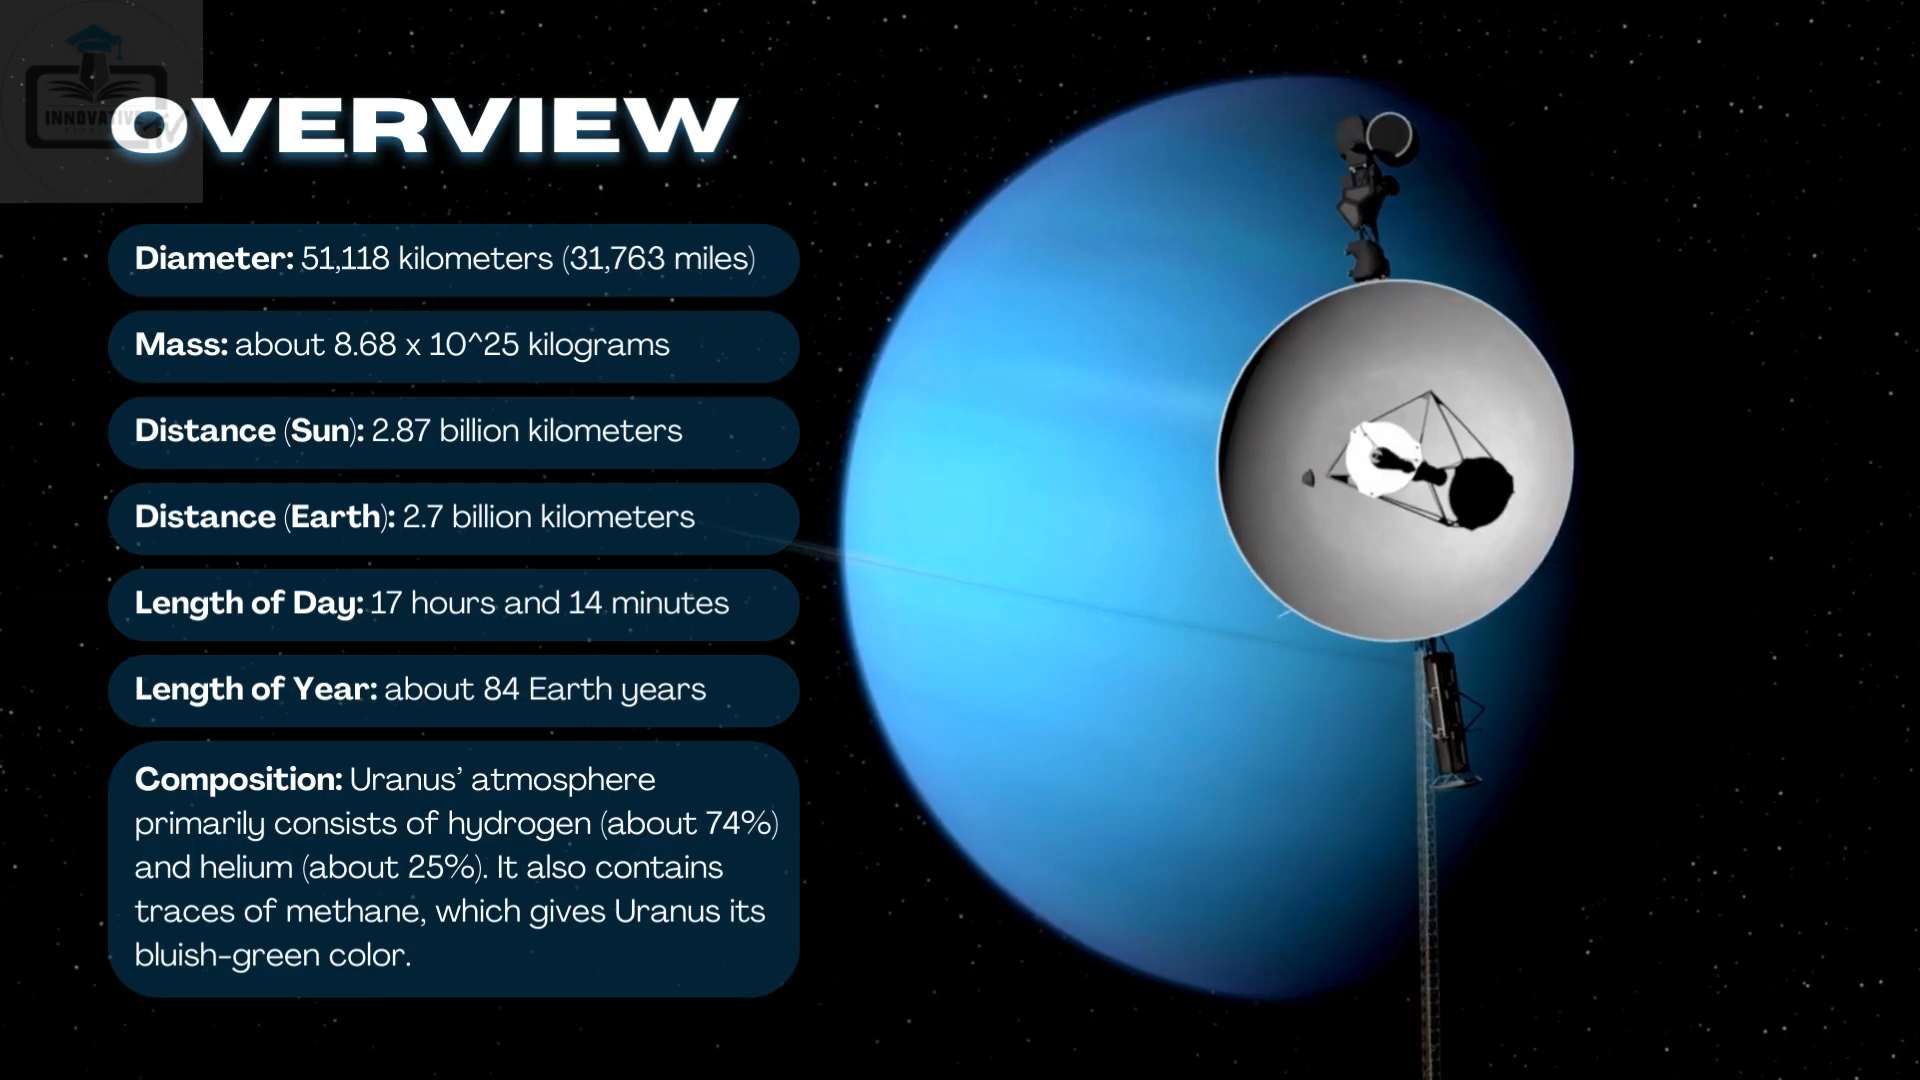 INNOVATIVE
OVERVIEW
Diameter: 51,118 kilometers (31,763 miles)
Mass: about 8.68 x 10^25 kilograms
Distance (Sun): 2.87 billion kilometers
Distance (Earth): 2.7 billion kilometers
Length of Day: 17 hours and 14 minutes
Length of Year: about 84 Earth years
Composition: Uranus’ atmosphere
primarily consists of hydrogen (about 74%)
and helium (about 25%). It also contains
traces of methane, which gives Uranus its
bluish-green color.